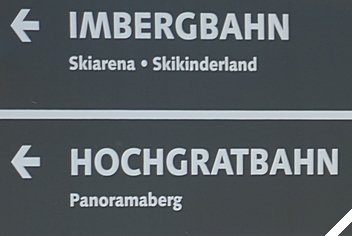 IMBERGBAHN
Skiarena • Skikinderland
HOCHGRATBAHN
Panoramaberg